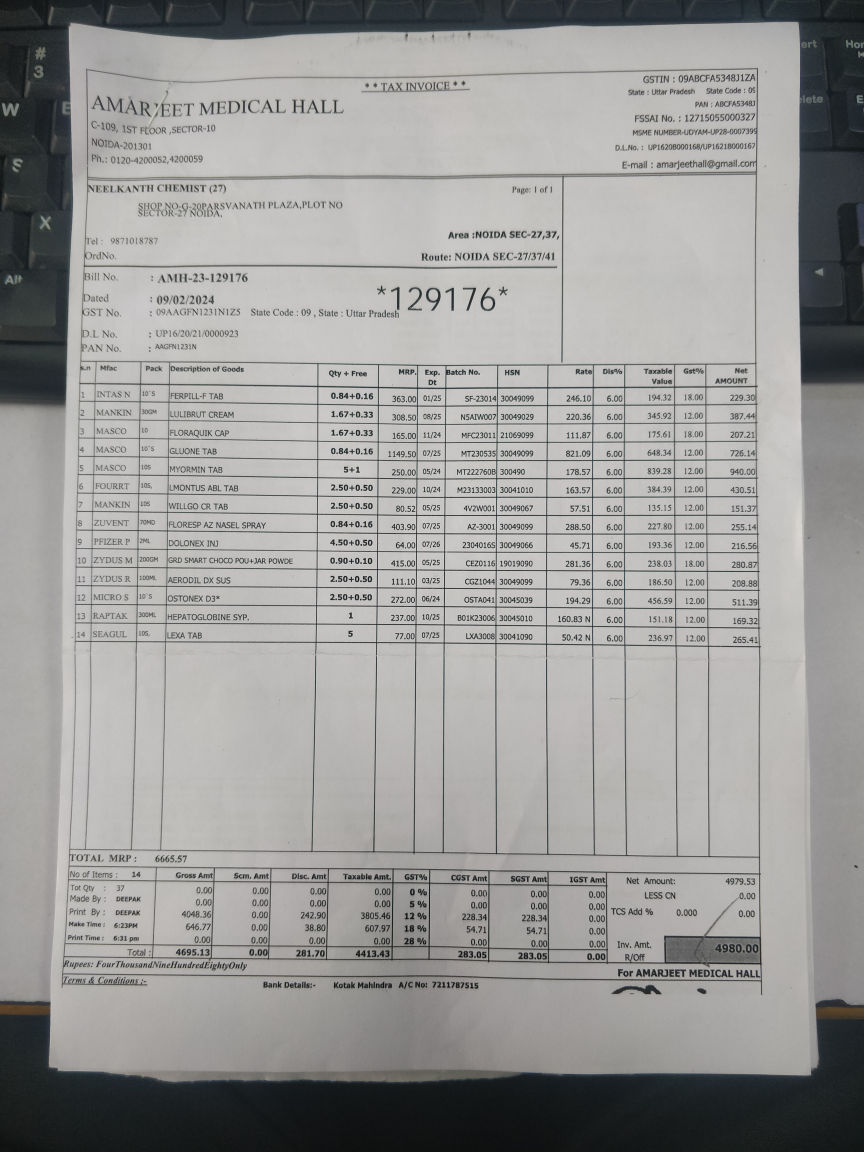 * * TAX INVOICE * *
GSTIN : 09ABCFA5348J1ZA
State : Uttar Pradesh State Code : 09
PAN : ABCFA5348J
FSSAI No. : 12715055000327
MSME NUMBER-UDYAM-UP28-0007399
D.L.No. : UP1620B000168/UP16218000167
E-mail : amarjeethall@gmail.com
AMARJEET MEDICAL HALL
C-109, 1ST FLOOR ,SECTOR-10
NOIDA-201301
Ph.: 0120-4200052,4200059
NEELKANTH CHEMIST (27) Page: 1 of 1
SHOP NO-G-20PARSVANATH PLAZA,PLOT NO
SECTOR-27 NOIDA,
Tel : 9871018787 Area :NOIDA SEC-27,37,
OrdNo. Route: NOIDA SEC-27/37/41
Bill No. : AMH-23-129176
Dated : 09/02/2024 *129176*
GST No. : 09AAGFN1231N1Z5 State Code : 09 , State : Uttar Pradesh
D.L No. : UP16/20/21/0000923
PAN No. : AAGFN1231N
s.n Mfac Pack Description of Goods Qty + Free MRP. Exp. Dt Batch No. HSN Rate Dis% Taxable Value Gst% Net AMOUNT
1 INTAS N 10`S FERPILL-F TAB 0.84+0.16 363.00 01/25 SF-23014 30049099 246.10 6.00 194.32 18.00 229.30
2 MANKIN 30GM LULIBRUT CREAM 1.67+0.33 308.50 08/25 N5AIW007 30049029 220.36 6.00 345.92 12.00 387.44
3 MASCO 10 FLORAQUIK CAP 1.67+0.33 165.00 11/24 MFC23011 21069099 111.87 6.00 175.61 18.00 207.21
4 MASCO 10`S GLUONE TAB 0.84+0.16 1149.50 07/25 MT23053S 30049099 821.09 6.00 648.34 12.00 726.14
5 MASCO 10S MYORMIN TAB 5+1 250.00 05/24 MT222760B 300490 178.57 6.00 839.28 12.00 940.00
6 FOURRT 10S, LMONTUS ABL TAB 2.50+0.50 229.00 10/24 M23133003 30041010 163.57 6.00 384.39 12.00 430.51
7 MANKIN 10S WILLGO CR TAB 2.50+0.50 80.52 05/25 4V2W001 30049067 57.51 6.00 135.15 12.00 151.37
8 ZUVENT 70MD FLORESP AZ NASEL SPRAY 0.84+0.16 403.90 07/25 AZ-3001 30049099 288.50 6.00 227.80 12.00 255.14
9 PFIZER P 2ML DOLONEX INJ 4.50+0.50 64.00 07/26 2304016S 30049066 45.71 6.00 193.36 12.00 216.56
10 ZYDUS M 200GM GRD SMART CHOCO POU+JAR POWDE 0.90+0.10 415.00 05/25 CEZ0116 19019090 281.36 6.00 238.03 18.00 280.87
11 ZYDUS R 100ML AERODIL DX SUS 2.50+0.50 111.10 03/25 CGZ1044 30049099 79.36 6.00 186.50 12.00 208.88
12 MICRO S 10`S OSTONEX D3* 2.50+0.50 272.00 06/24 OSTA041 30045039 194.29 6.00 456.59 12.00 511.39
13 RAPTAK 300ML HEPATOGLOBINE SYP. 1 237.00 10/25 B01K23006 30045010 160.83 N 6.00 151.18 12.00 169.32
14 SEAGUL 10S, LEXA TAB 5 77.00 07/25 LXA3008 30041090 50.42 N 6.00 236.97 12.00 265.41
TOTAL MRP : 6665.57
No of Items : 14 Gross Amt Scm. Amt Disc. Amt Taxable Amt. GST% CGST Amt SGST Amt IGST Amt Net Amount: 4979.53
Tot Qty : 37 0.00 0.00 0.00 0.00 0 % 0.00 0.00 0.00 LESS CN 0.00
Made By : DEEPAK 0.00 0.00 0.00 0.00 5 % 0.00 0.00 0.00
Print By : DEEPAK 4048.36 0.00 242.90 3805.46 12 % 228.34 228.34 0.00 TCS Add % 0.000 0.00
Make Time : 6:23PM 646.77 0.00 38.80 607.97 18 % 54.71 54.71 0.00
Print Time : 6:31 pm 0.00 0.00 0.00 0.00 28 % 0.00 0.00 0.00 Inv. Amt. 4980.00
Total : 4695.13 0.00 281.70 4413.43 283.05 283.05 0.00 R/Off
Rupees: FourThousandNineHundredEightyOnly For AMARJEET MEDICAL HALL
Terms & Conditions :-
Bank Details:- Kotak Mahindra A/C No: 7211787515
# 3
W
E
S
X
Alt